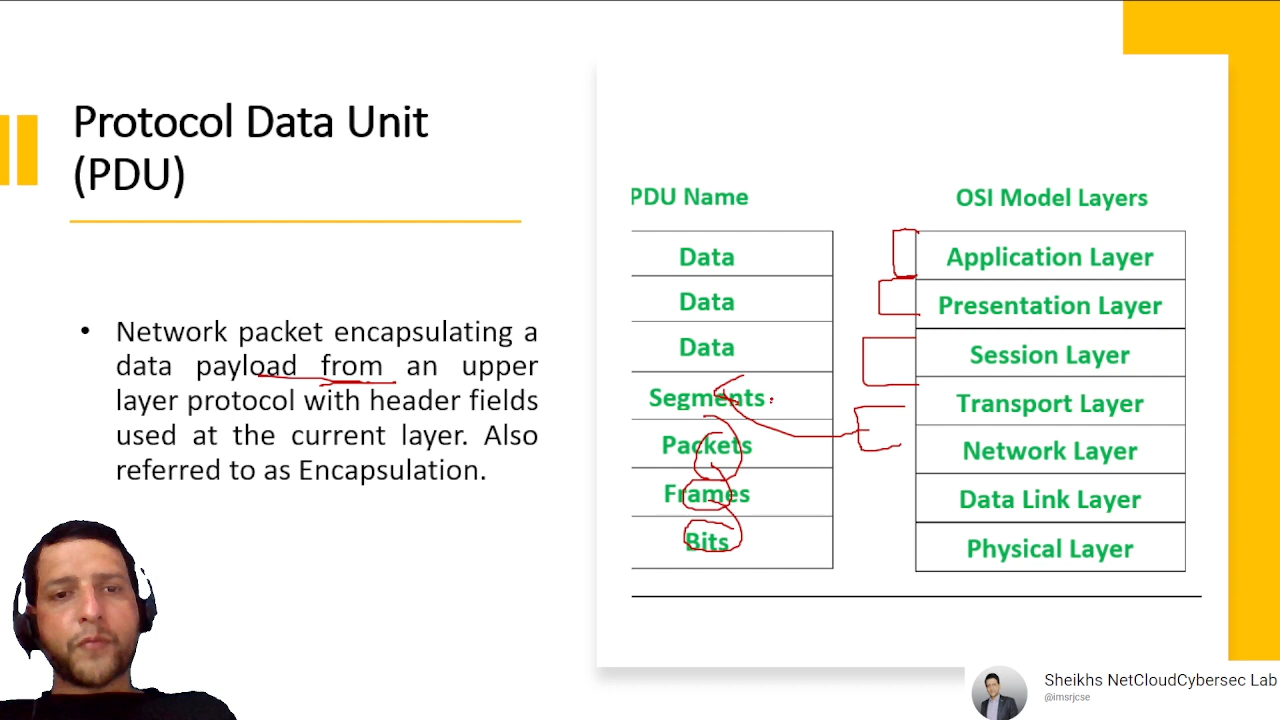 Protocol Data Unit
(PDU)
• Network packet encapsulating a
data payload from an upper
layer protocol with header fields
used at the current layer. Also
referred to as Encapsulation.
PDU Name
OSI Model Layers
Data
Application Layer
Data
Presentation Layer
Data
Session Layer
Segments
Transport Layer
Packets
Network Layer
Frames
Data Link Layer
Bits
Physical Layer
Sheikhs NetCloudCybersec Lab
@imsrjcse